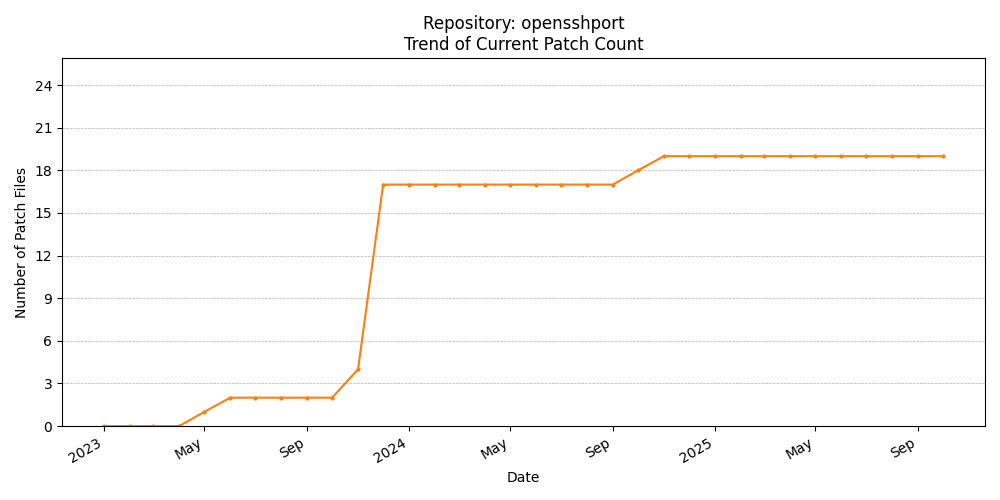 Repository: opensshport
Trend of Current Patch Count
Number of Patch Files
24
21
18
15
12
9
6
3
0
2023
May
Sep
2024
May
Sep
2025
May
Sep
Date